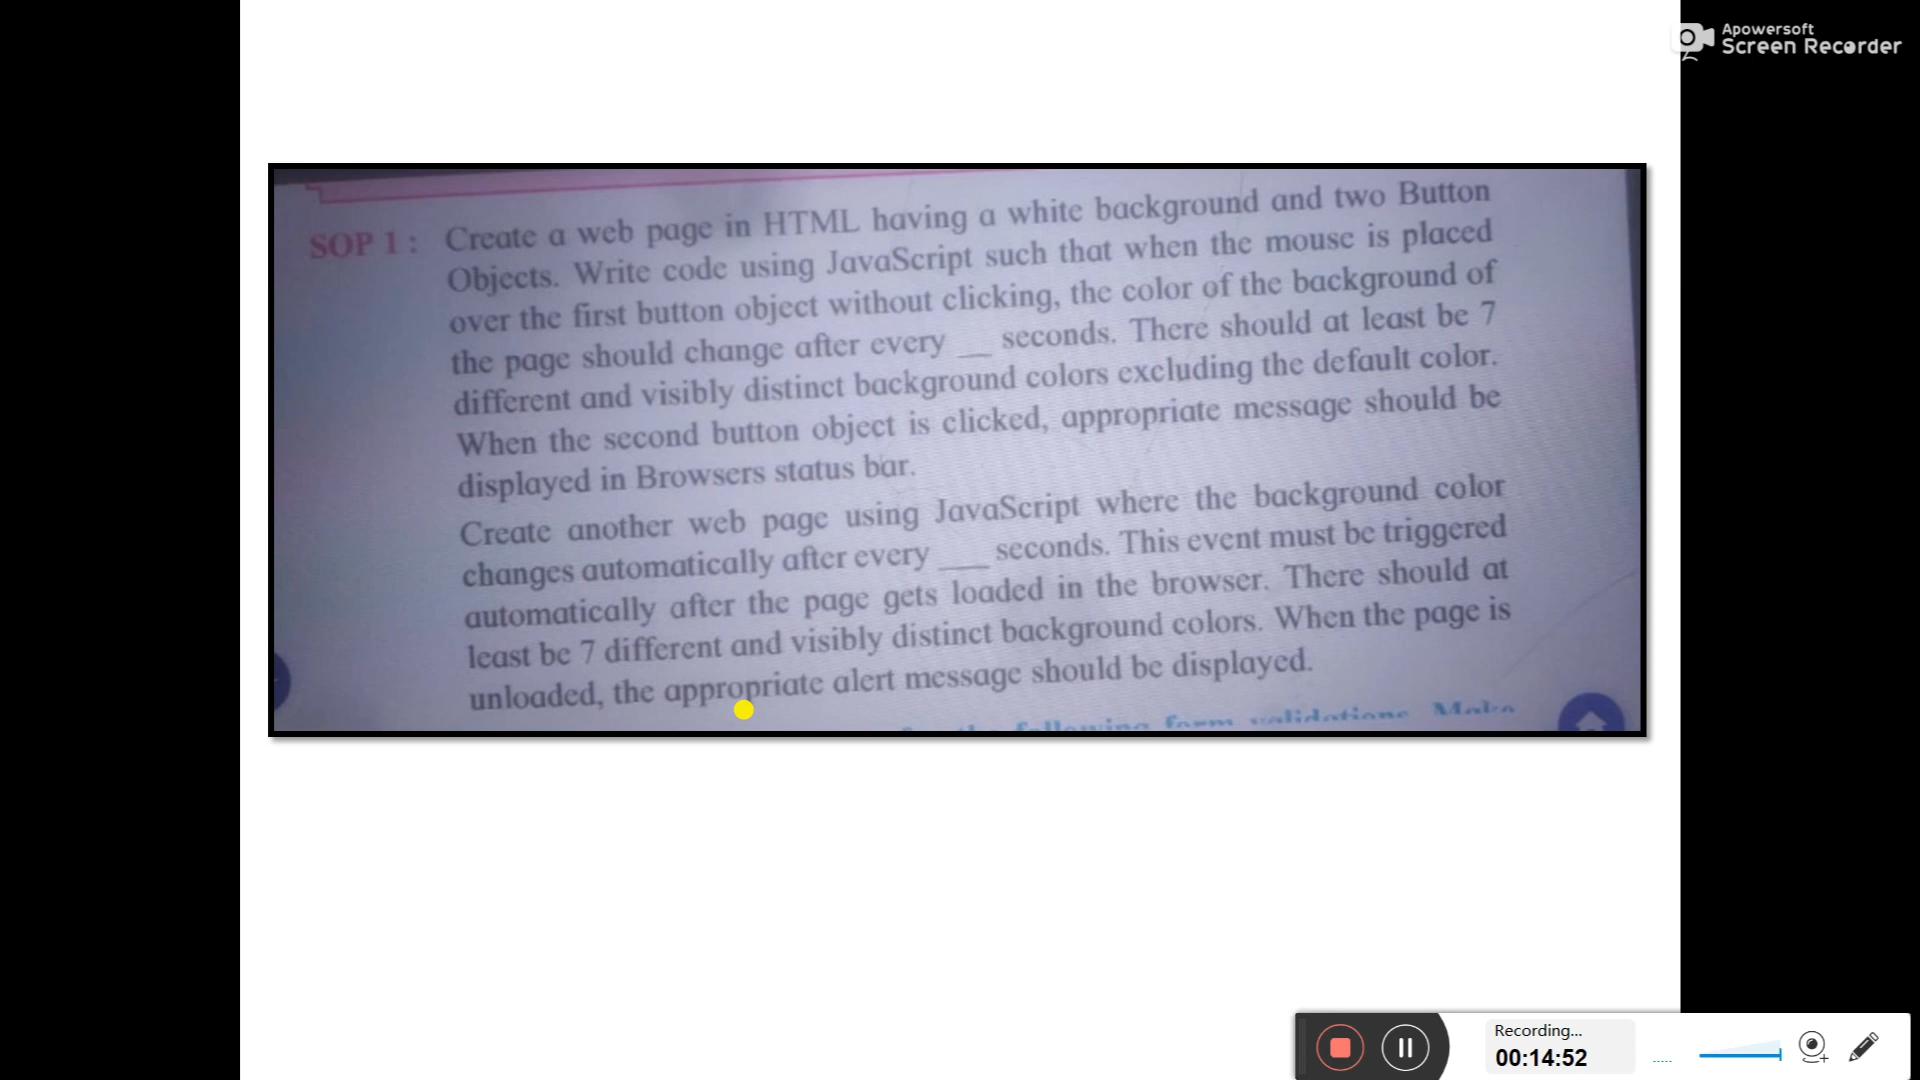 Apowersoft
Screen Recorder
SOP 1 : Create a web page in HTML having a white background and two Button
Objects. Write code using JavaScript such that when the mouse is placed
over the first button object without clicking, the color of the background of
the page should change after every __ seconds. There should at least be 7
different and visibly distinct background colors excluding the default color.
When the second button object is clicked, appropriate message should be
displayed in Browsers status bar.
Create another web page using JavaScript where the background color
changes automatically after every ___ seconds. This event must be triggered
automatically after the page gets loaded in the browser. There should at
least be 7 different and visibly distinct background colors. When the page is
unloaded, the appropriate alert message should be displayed.
the following form validations. Make
Recording...
00:14:52